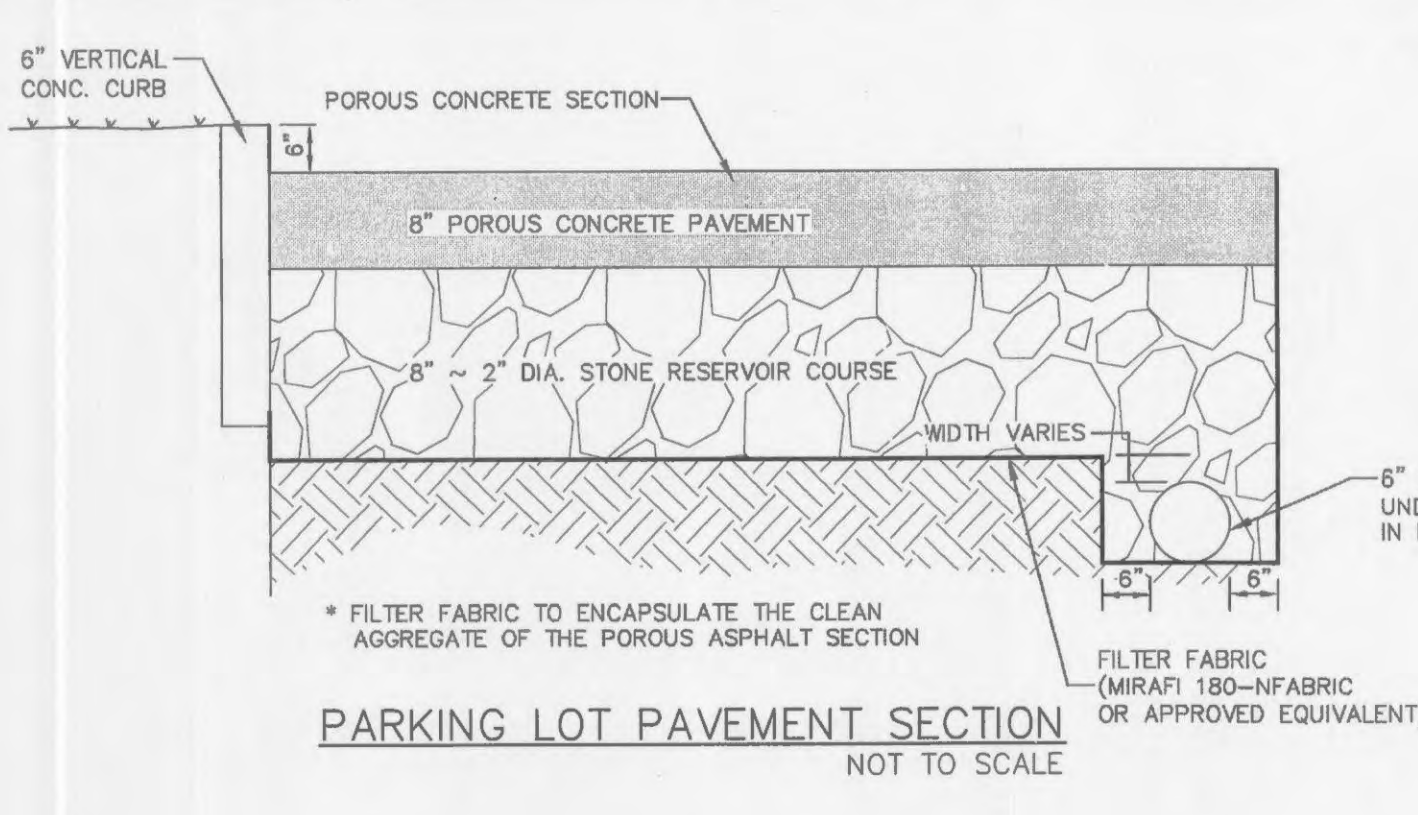 6" VERTICAL
CONC. CURB
POROUS CONCRETE SECTION
6"
8" POROUS CONCRETE PAVEMENT
8" ~ 2" DIA. STONE RESERVOIR COURSE
WIDTH VARIES
6"
IN
6"
6"
* FILTER FABRIC TO ENCAPSULATE THE CLEAN
AGGREGATE OF THE POROUS ASPHALT SECTION
FILTER FABRIC
(MIRAFI 180-NFABRIC
OR APPROVED EQUIVALENT
PARKING LOT PAVEMENT SECTION
NOT TO SCALE